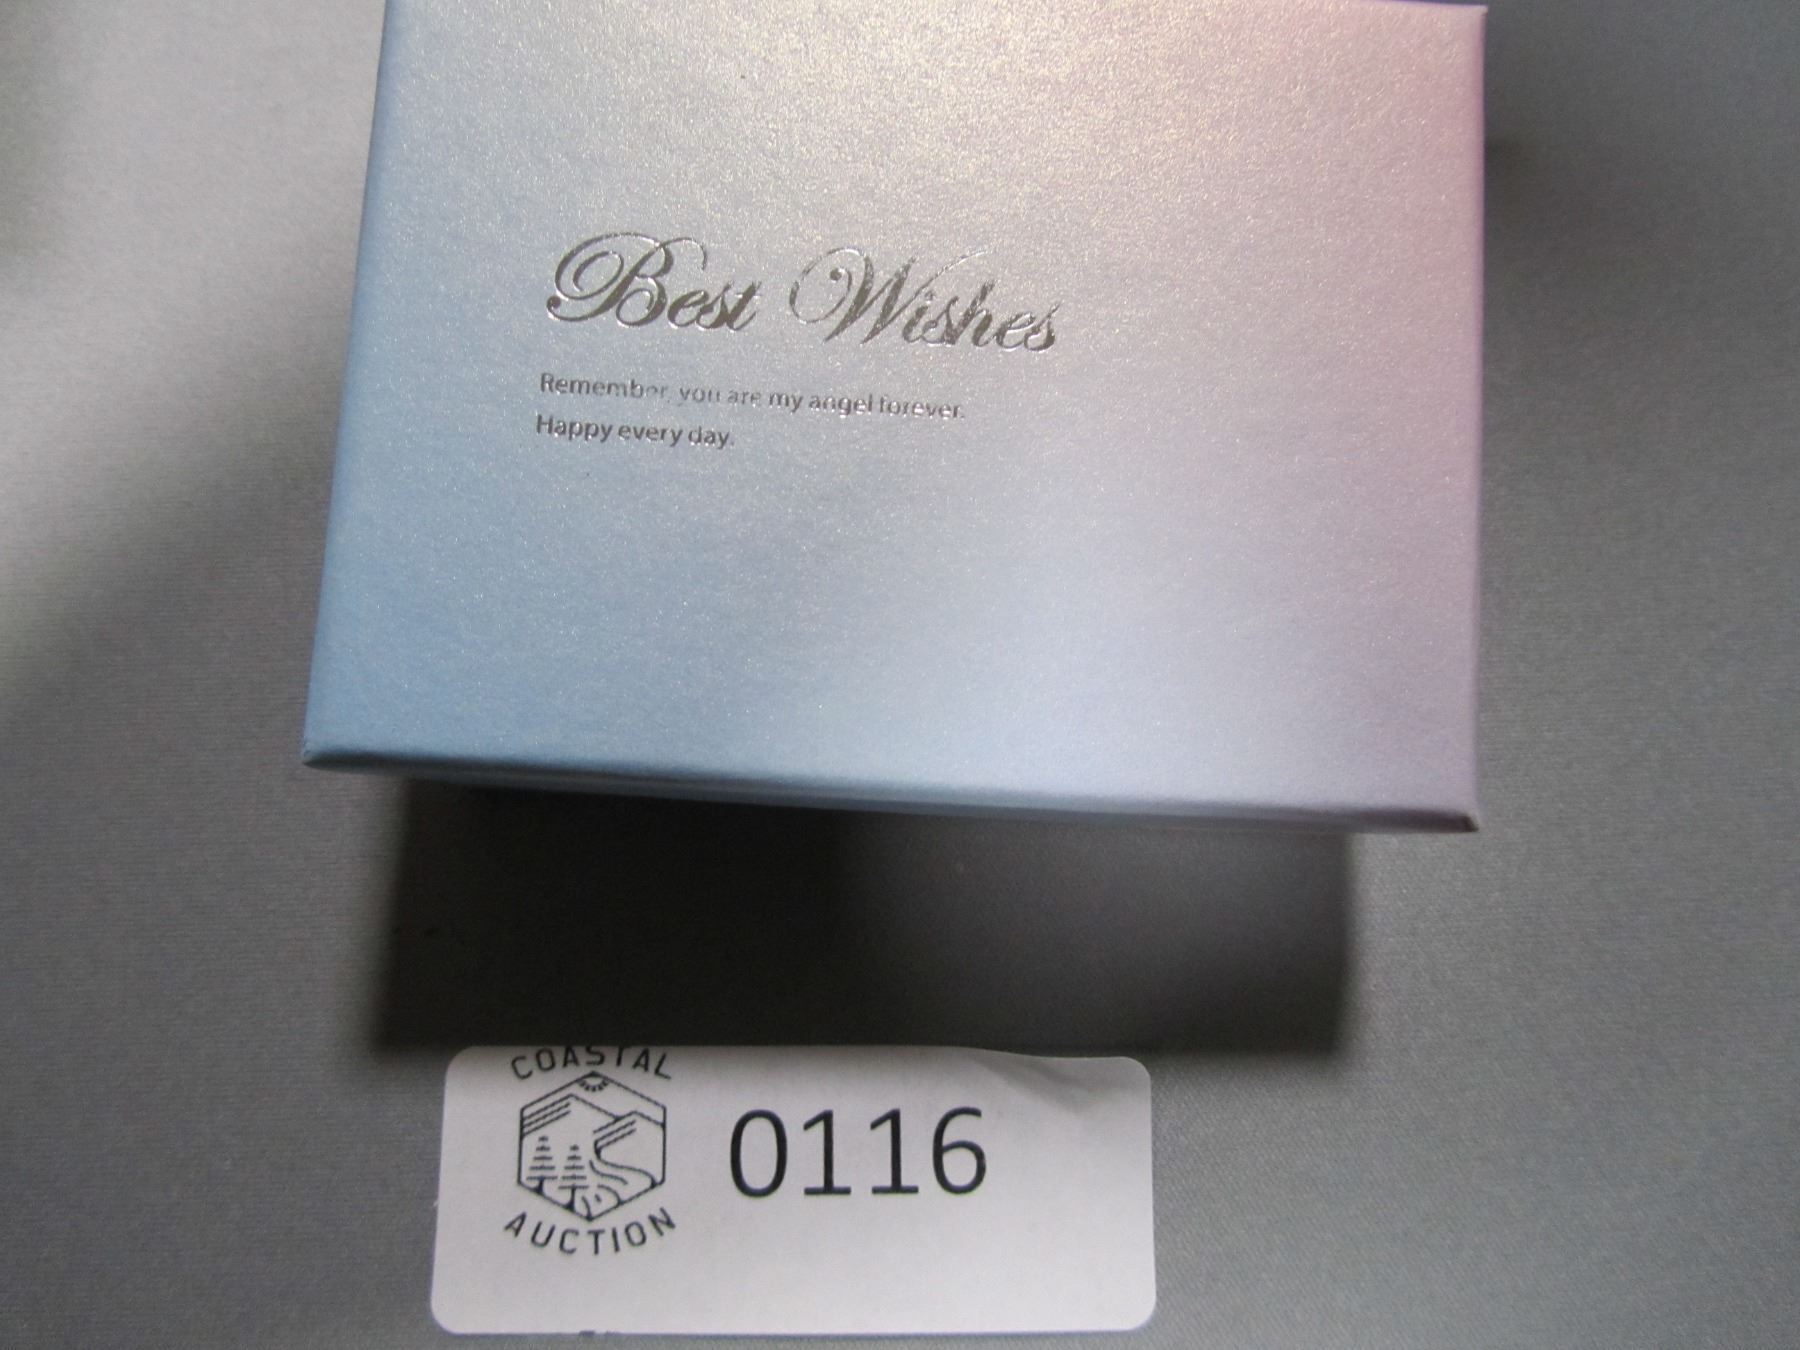 Best Wishes
Remember, you are my angel forever.
Happy every day.
COASTAL
0116
AUCTION